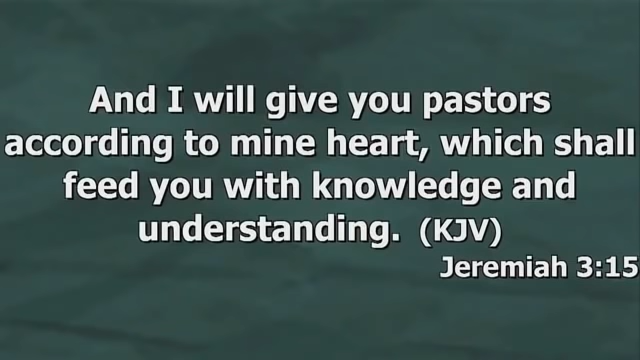 And I will give you pastors
according to mine heart, which shall
feed you with knowledge and
understanding. (KJV)
Jeremiah 3:15